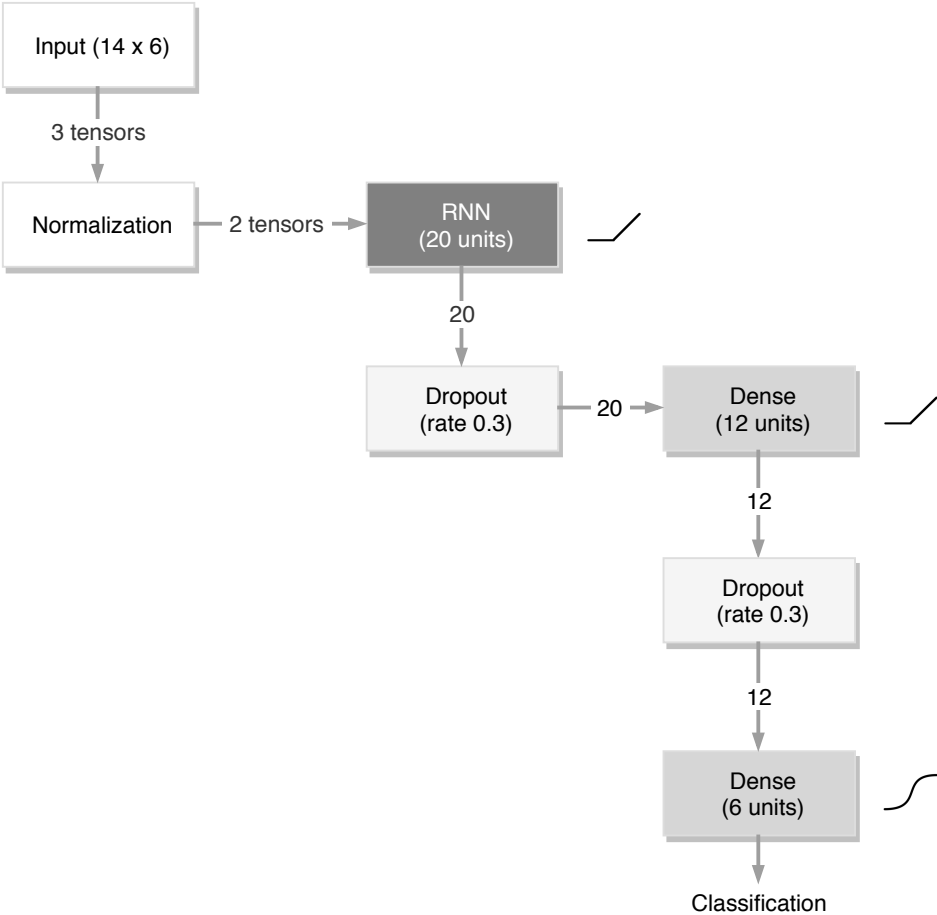 Input (14 x 6)
3 tensors
Normalization
2 tensors
RNN
(20 units)
20
Dropout
(rate 0.3)
20
Dense
(12 units)
12
Dropout
(rate 0.3)
12
Dense
(6 units)
Classification